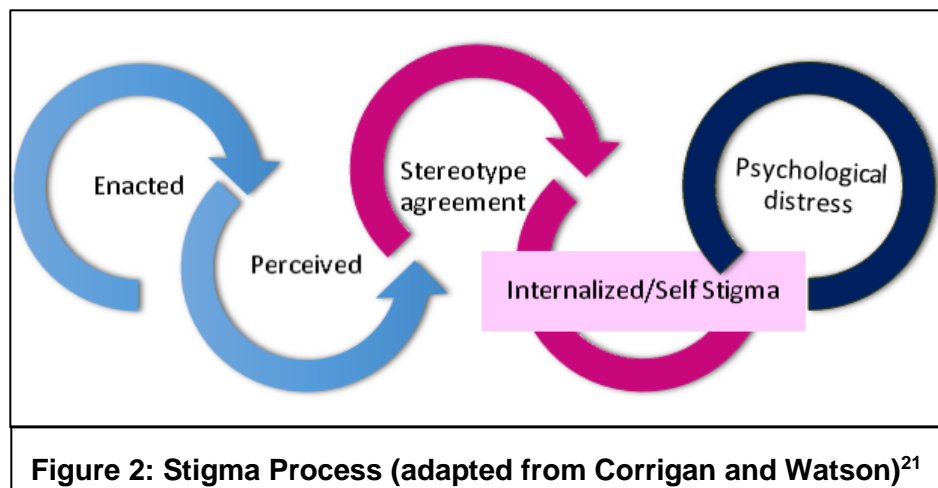 Enacted
Perceived
Stereotype
agreement
Internalized/Self Stigma
Psychological
distress
Figure 2: Stigma Process (adapted from Corrigan and Watson)21